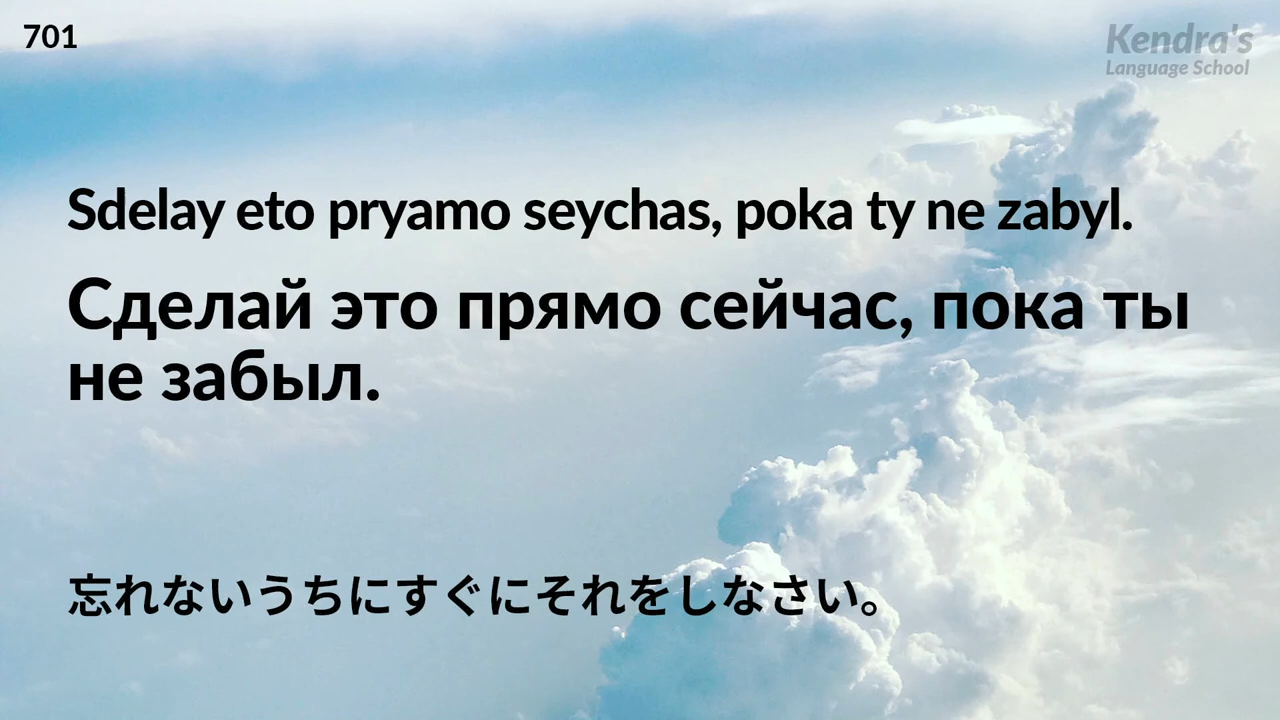 701
Kendra's
Language School
Sdelay eto pryamo seychas, poka ty ne zabyl.
Сделай это прямо сейчас, пока ты
не забыл.
忘れないうちにすぐにそれをしなさい。